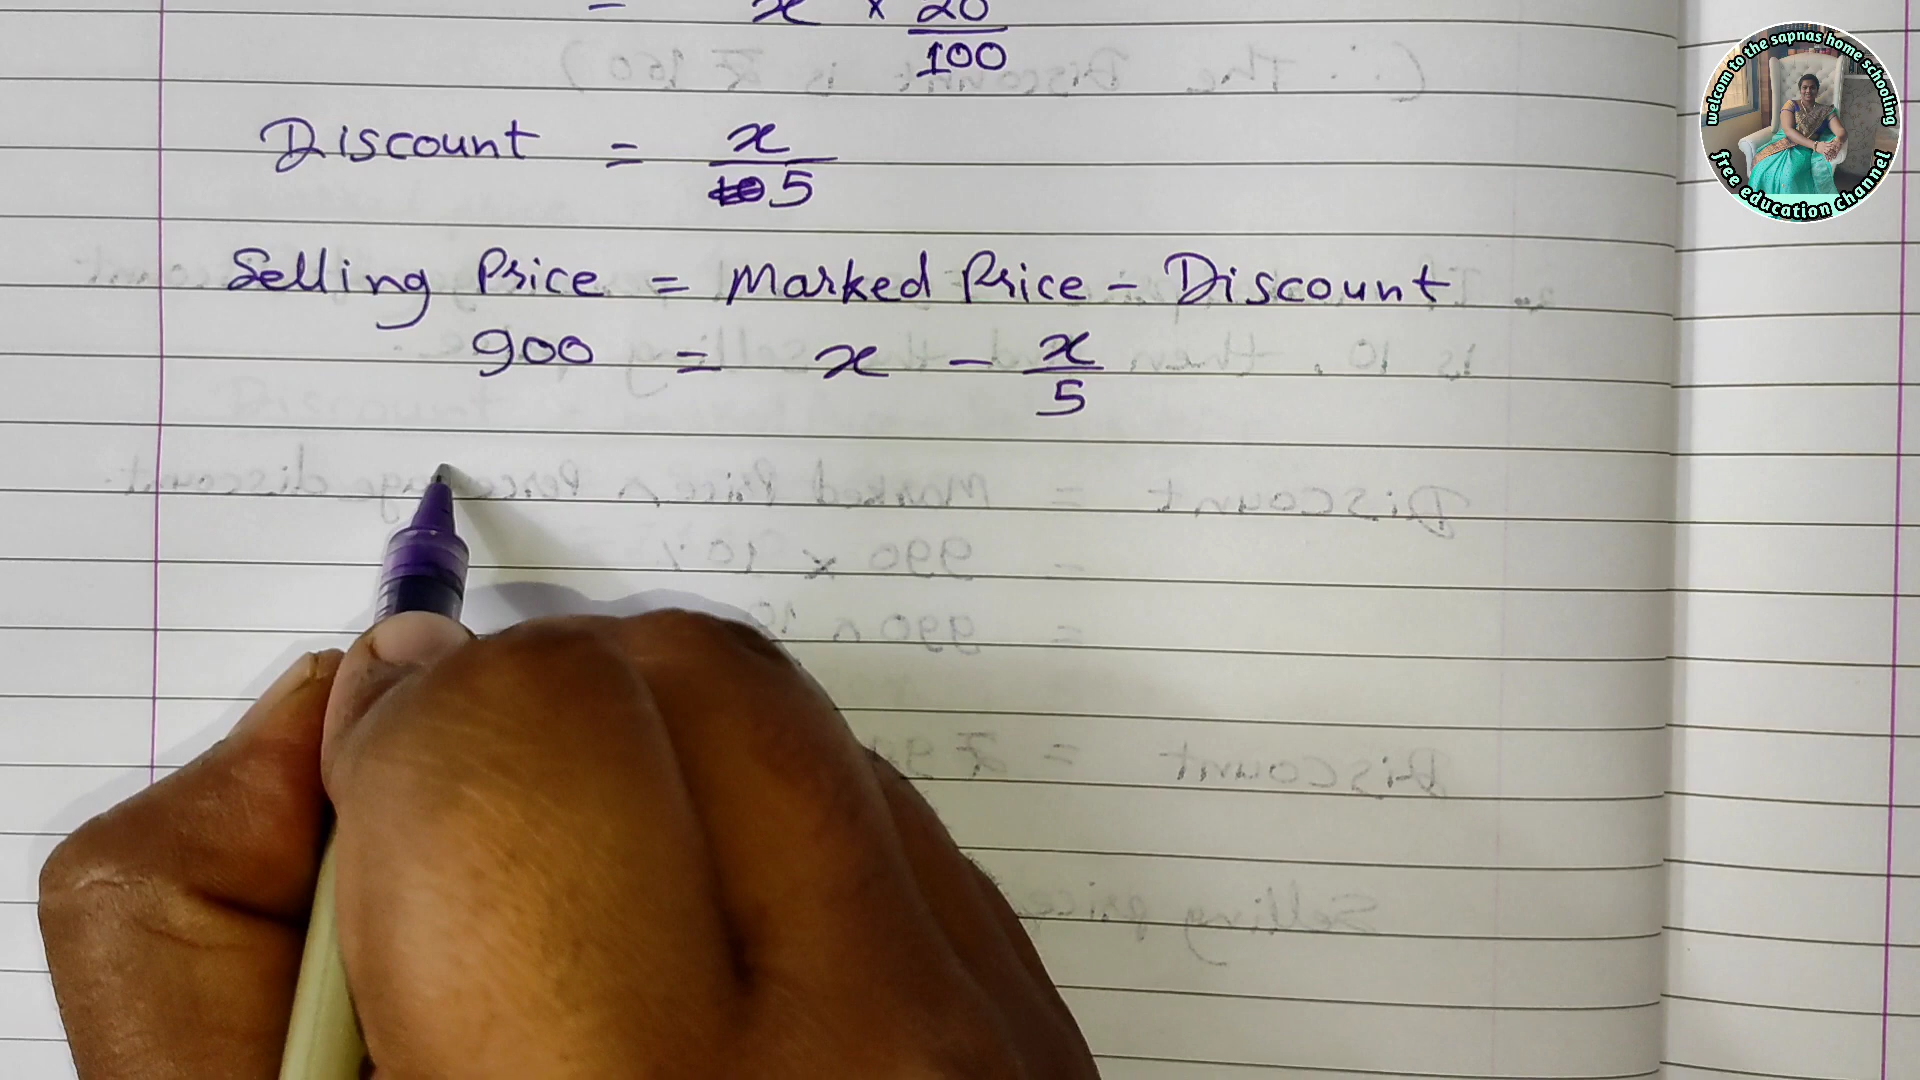 = x × 20
100
Discount = x
5
Selling Price = Marked Price - Discount
900 = x - x
5
welcom to the sapnas home schooling
free education channel